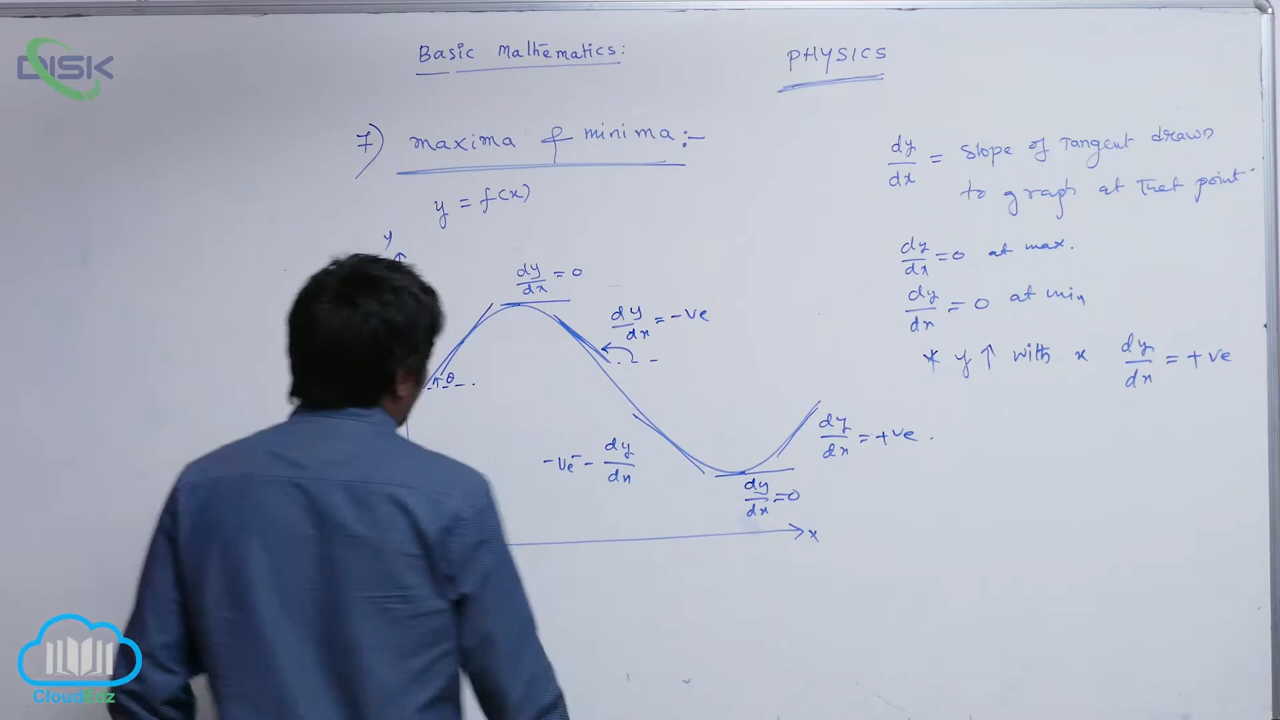 DISK
Basic Mathematics:
PHYSICS
7) maxima & minima:-
y = f(x)
dy/dx = Slope of Tangent drawn
to graph at that point
dy/dx = 0 at max.
dy/dx = 0 at min
* y ↑ with x dy/dx = +ve
y
dy/dx = 0
dy/dx = -ve
θ
dy/dx = +ve.
-ve - dy/dx
dy/dx = 0
x
CloudEdz